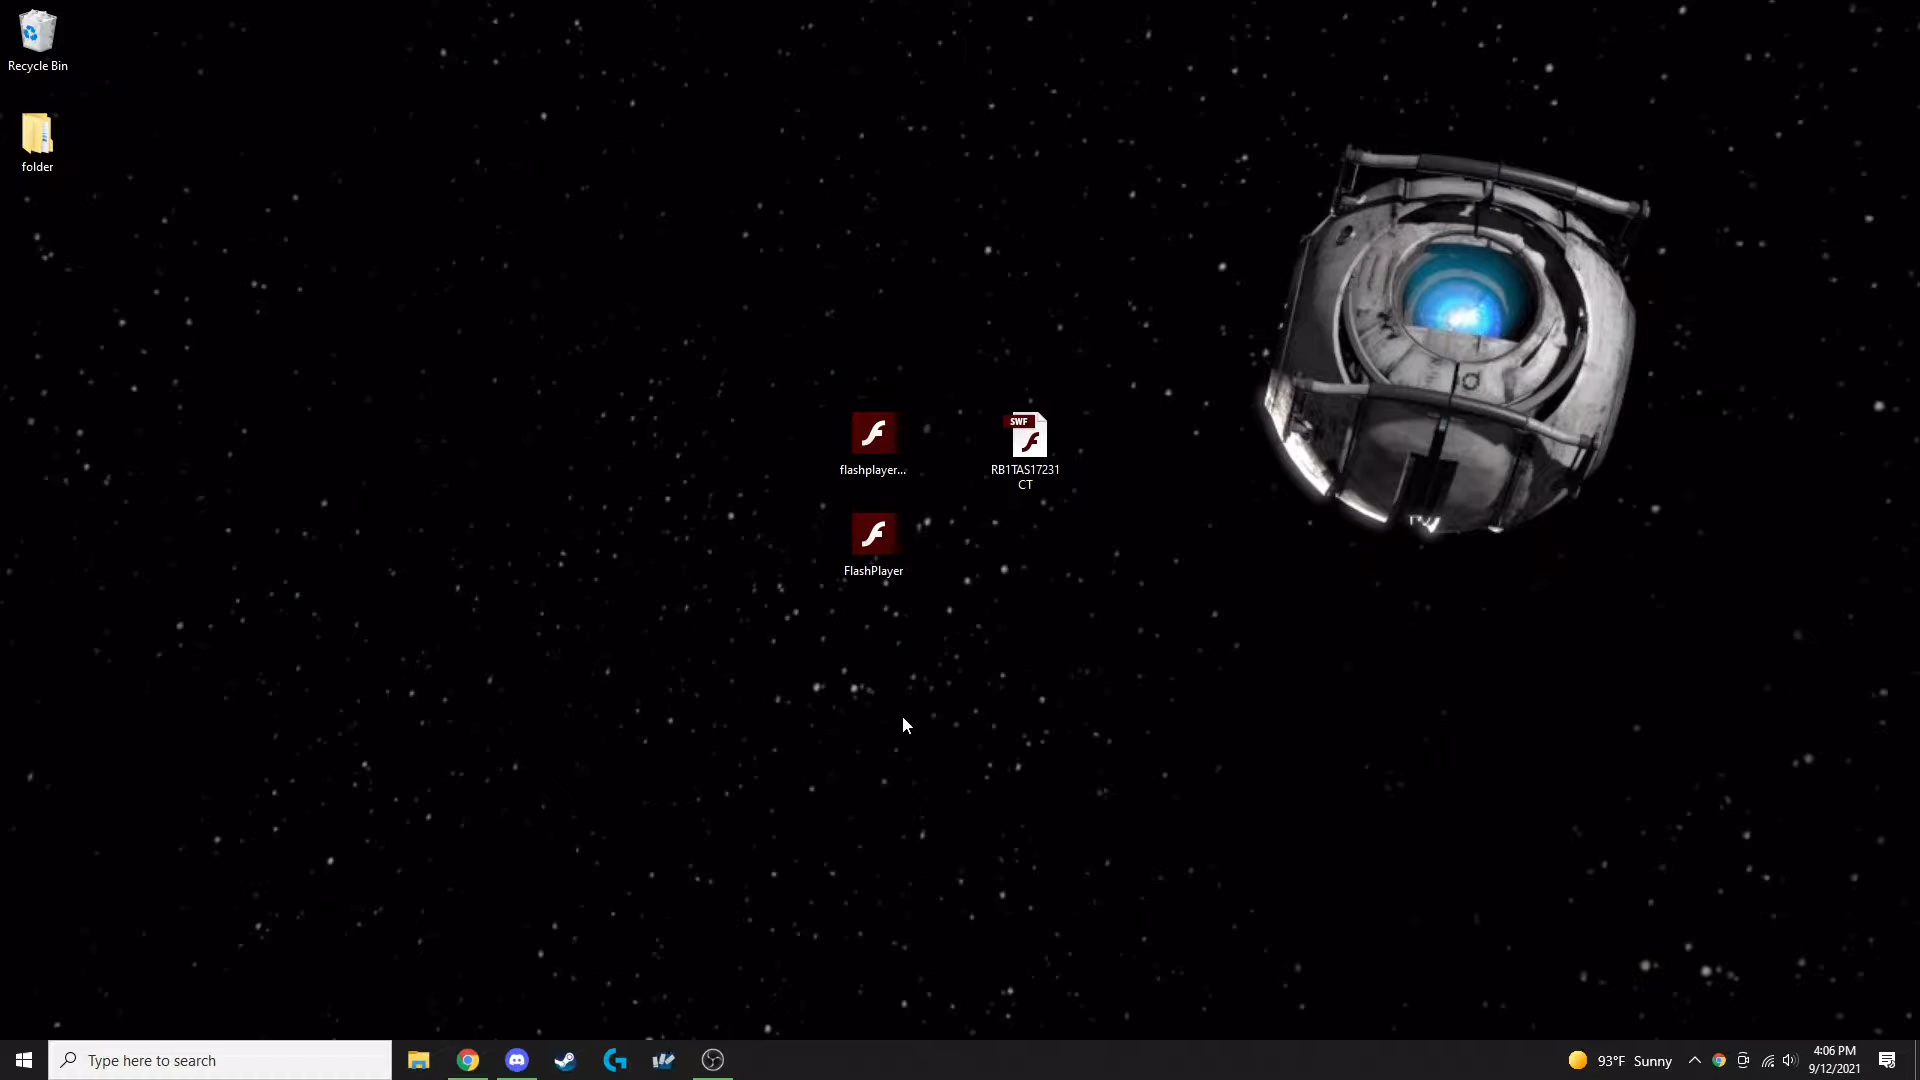 Recycle Bin
folder
flashplayer...
SWF
RB1TAS17231
CT
FlashPlayer
Type here to search
93°F Sunny
4:06 PM
9/12/2021